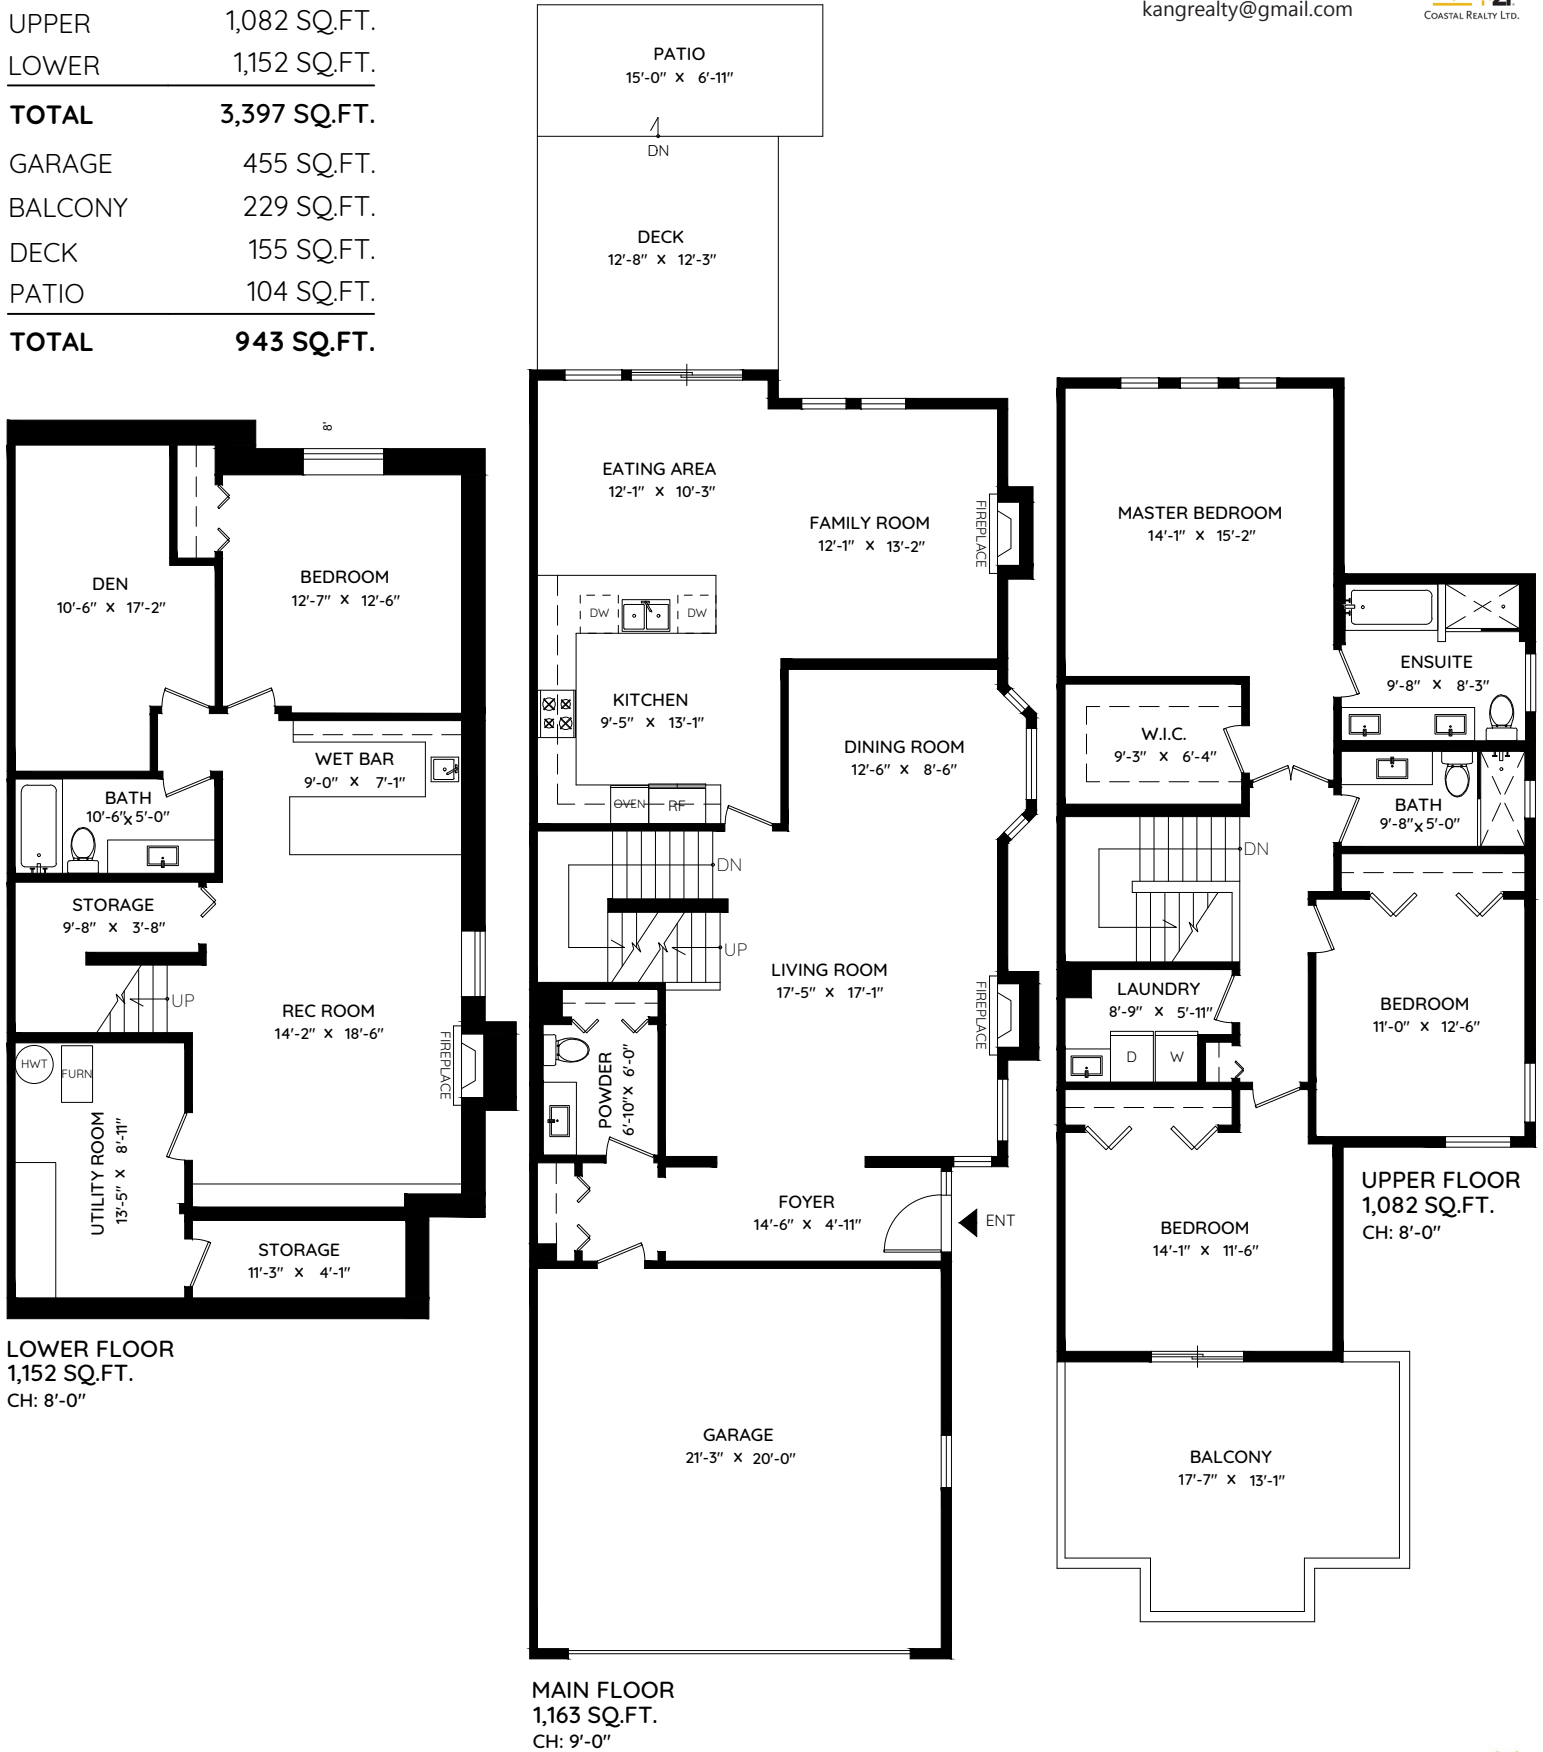 UPPER 1,082 SQ.FT.
LOWER 1,152 SQ.FT.
TOTAL 3,397 SQ.FT.
GARAGE 455 SQ.FT.
BALCONY 229 SQ.FT.
DECK 155 SQ.FT.
PATIO 104 SQ.FT.
TOTAL 943 SQ.FT.
kangrealty@gmail.com
COASTAL REALTY LTD.
DEN
10'-6" x 17'-2"
BEDROOM
12'-7" x 12'-6"
WET BAR
9'-0" x 7'-1"
BATH
10'-6"x 5'-0"
STORAGE
9'-8" x 3'-8"
UP
REC ROOM
14'-2" x 18'-6"
FIREPLACE
HWT
FURN
UTILITY ROOM
13'-5" x 8'-11"
STORAGE
11'-3" x 4'-1"
LOWER FLOOR
1,152 SQ.FT.
CH: 8'-0"
PATIO
15'-0" x 6'-11"
DN
DECK
12'-8" x 12'-3"
EATING AREA
12'-1" x 10'-3"
FAMILY ROOM
12'-1" x 13'-2"
FIREPLACE
DW
DW
KITCHEN
9'-5" x 13'-1"
OVEN
RF
DINING ROOM
12'-6" x 8'-6"
DN
UP
LIVING ROOM
17'-5" x 17'-1"
FIREPLACE
POWDER
6'-10"x 6'-0"
FOYER
14'-6" x 4'-11"
ENT
GARAGE
21'-3" x 20'-0"
MAIN FLOOR
1,163 SQ.FT.
CH: 9'-0"
MASTER BEDROOM
14'-1" x 15'-2"
ENSUITE
9'-8" x 8'-3"
W.I.C.
9'-3" x 6'-4"
BATH
9'-8"x 5'-0"
DN
LAUNDRY
8'-9" x 5'-11"
D
W
BEDROOM
11'-0" x 12'-6"
BEDROOM
14'-1" x 11'-6"
UPPER FLOOR
1,082 SQ.FT.
CH: 8'-0"
BALCONY
17'-7" x 13'-1"